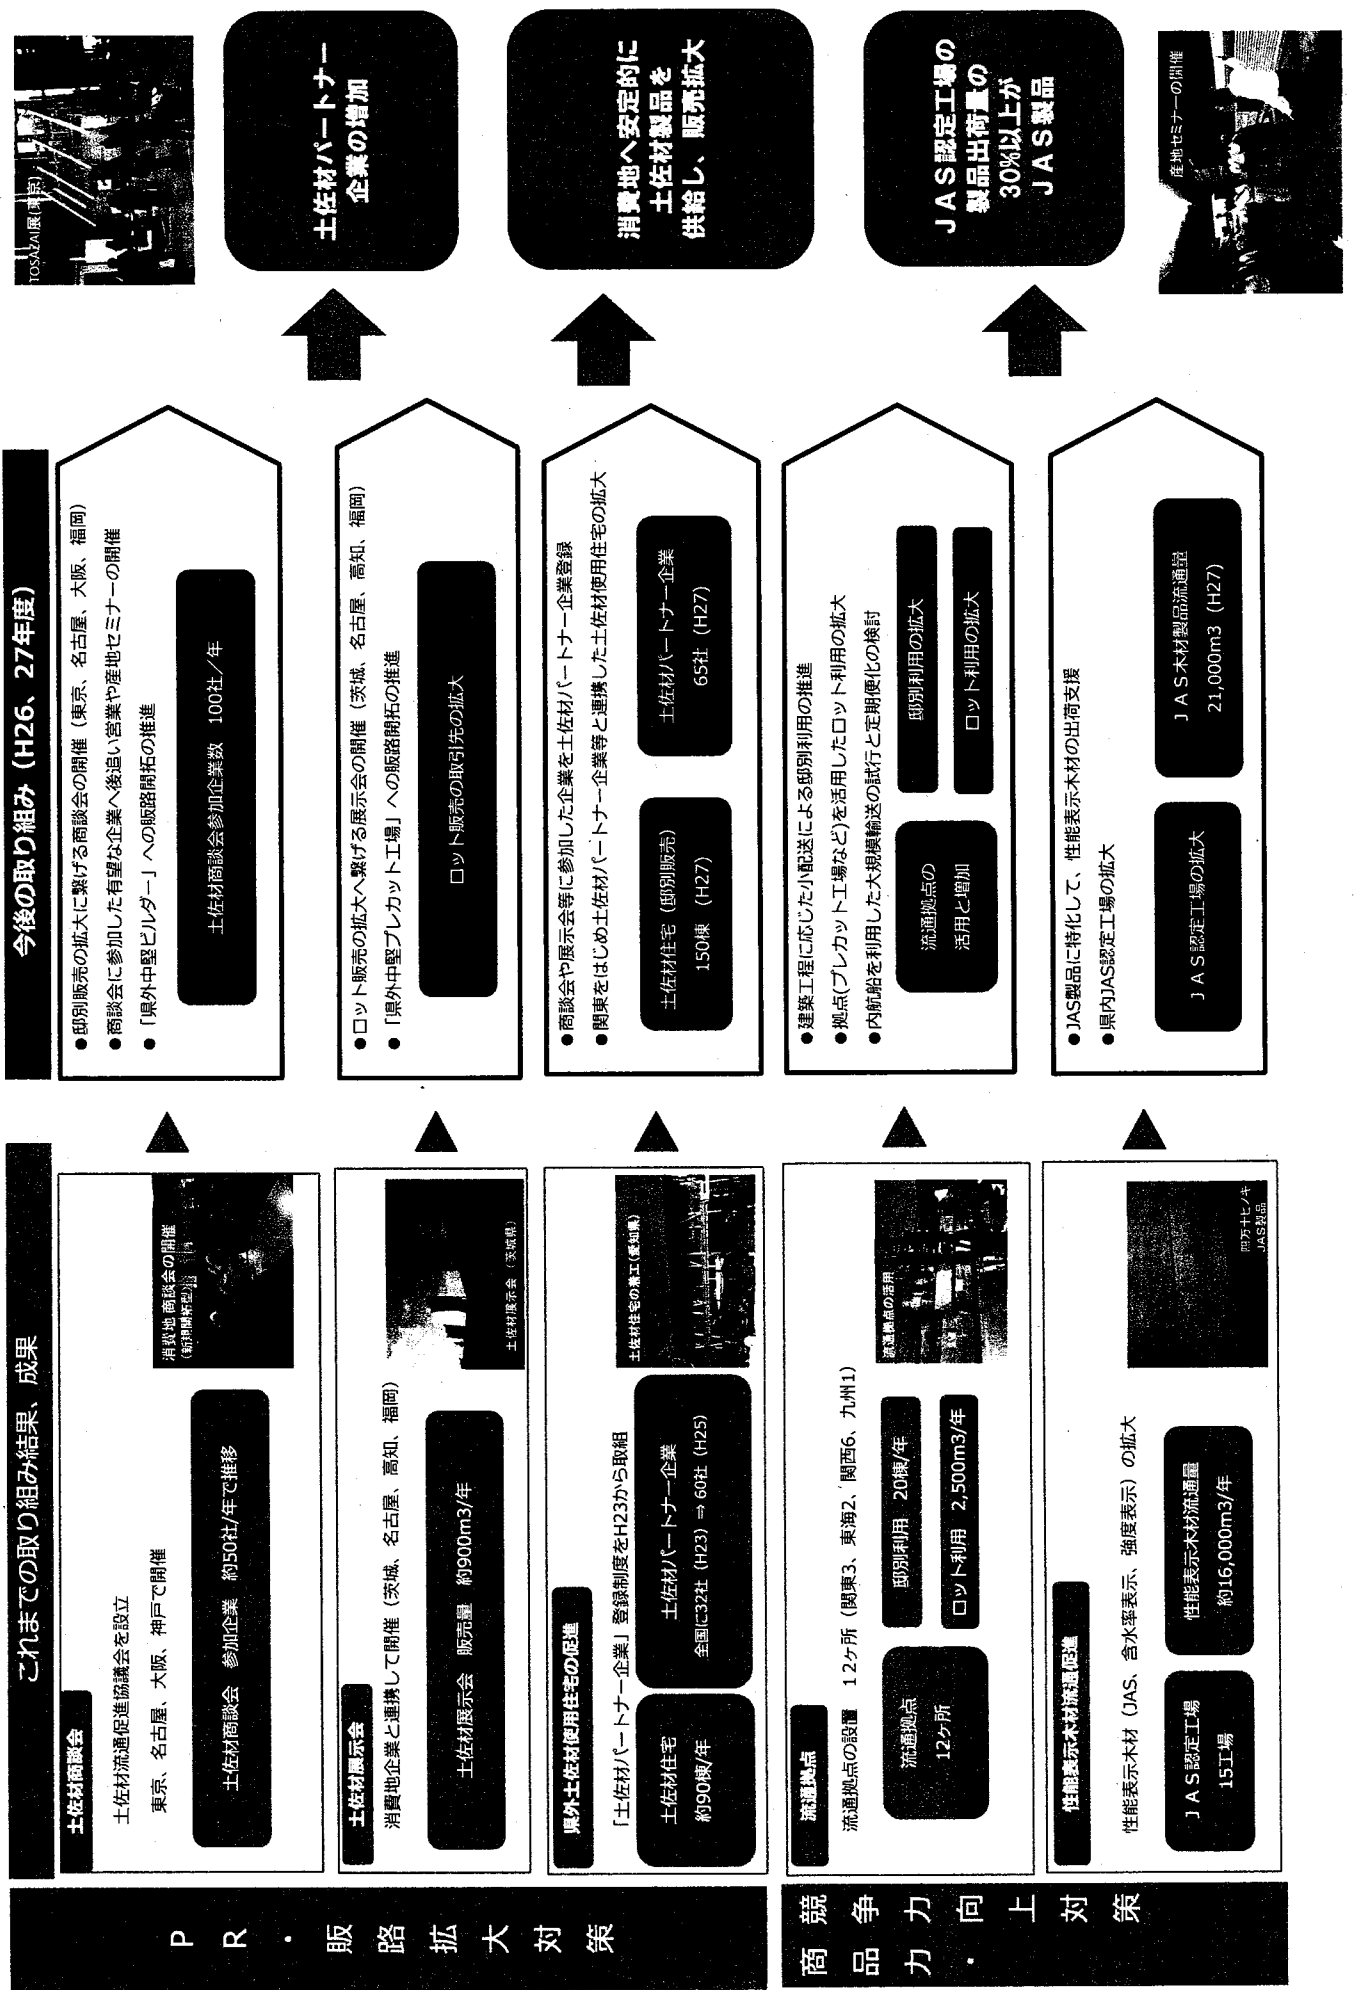 これまでの取り組み結果、成果
今後の取り組み（H26、27年度）
ＰＲ・販路拡大対策
土佐材商談会
土佐材流通促進協議会を設立
東京、名古屋、大阪、神戸で開催
土佐材商談会　参加企業　約50社/年で推移
消費地 商談会の開催
（新規開拓型）
●邸別販売の拡大に繋げる商談会の開催（東京、名古屋、大阪、福岡）
●商談会に参加した有望な企業へ後追い営業や産地セミナーの開催
●「県外中堅ビルダー」への販路開拓の推進
土佐材商談会参加企業数　100社／年
土佐材展示会
消費地企業と連携して開催（茨城、名古屋、高知、福岡）
土佐材展示会　販売量　約900m3/年
土佐材展示会（茨城県）
●ロット販売の拡大へ繋げる展示会の開催（茨城、名古屋、高知、福岡）
●「県外中堅プレカット工場」への販路開拓の推進
ロット販売の取引先の拡大
県外土佐材使用住宅の促進
「土佐材パートナー企業」登録制度をH23から取組
土佐材住宅
約90棟/年
土佐材パートナー企業
全国に32社（H23）⇒60社（H25）
土佐材住宅の着工(愛知県)
●商談会や展示会等に参加した企業を土佐材パートナー企業登録
●関東をはじめ土佐材パートナー企業等と連携した土佐材使用住宅の拡大
土佐材住宅（邸別販売）
150棟　（H27）
土佐材パートナー企業
65社　（H27）
商品力・
競争力向上対策
流通拠点
流通拠点の設置　１２ケ所（関東3、東海2、関西6、九州1）
流通拠点
12ケ所
邸別利用　20棟/年
ロット利用　2,500m3/年
流通拠点の活用
●建築工程に応じた小配送による邸別利用の推進
●拠点(プレカット工場など)を活用したロット利用の拡大
●内航船を利用した大規模輸送の試行と定期便化の検討
流通拠点の
活用と増加
邸別利用の拡大
ロット利用の拡大
性能表示木材流通促進
性能表示木材（JAS、含水率表示、強度表示）の拡大
ＪＡＳ認定工場
15工場
性能表示木材流通量
約16,000m3/年
四万十ヒノキ
JAS製品
●JAS製品に特化して、性能表示木材の出荷支援
●県内JAS認定工場の拡大
ＪＡＳ認定工場の拡大
ＪＡＳ木材製品流通量
21,000m3（H27）
TOSAZAI展(東京)
土佐材パートナー
企業の増加
消費地へ安定的に
土佐材製品を
供給し、販売拡大
ＪＡＳ認定工場の
製品出荷量の
30%以上が
ＪＡＳ製品
産地セミナーの開催